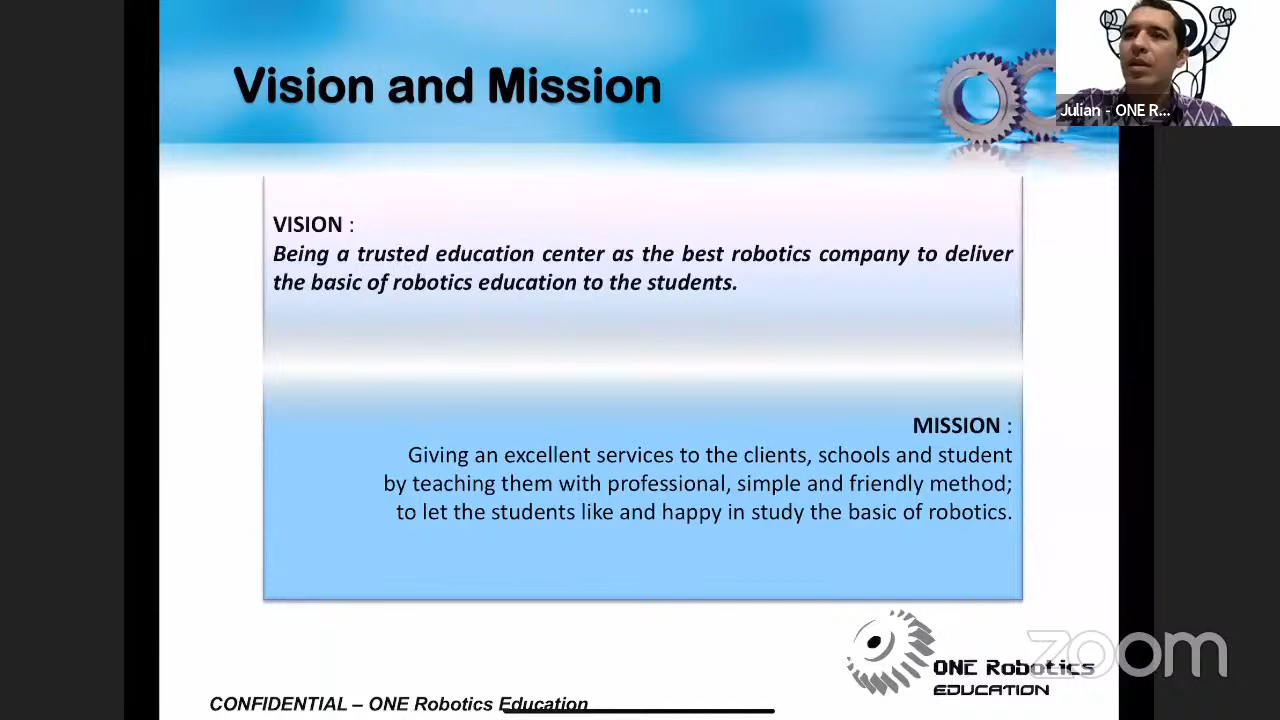 Vision and Mission
Julian - ONE R...
VISION :
Being a trusted education center as the best robotics company to deliver
the basic of robotics education to the students.
MISSION :
Giving an excellent services to the clients, schools and student
by teaching them with professional, simple and friendly method;
to let the students like and happy in study the basic of robotics.
zoom
ONE Robotics
EDUCATION
CONFIDENTIAL – ONE Robotics Education